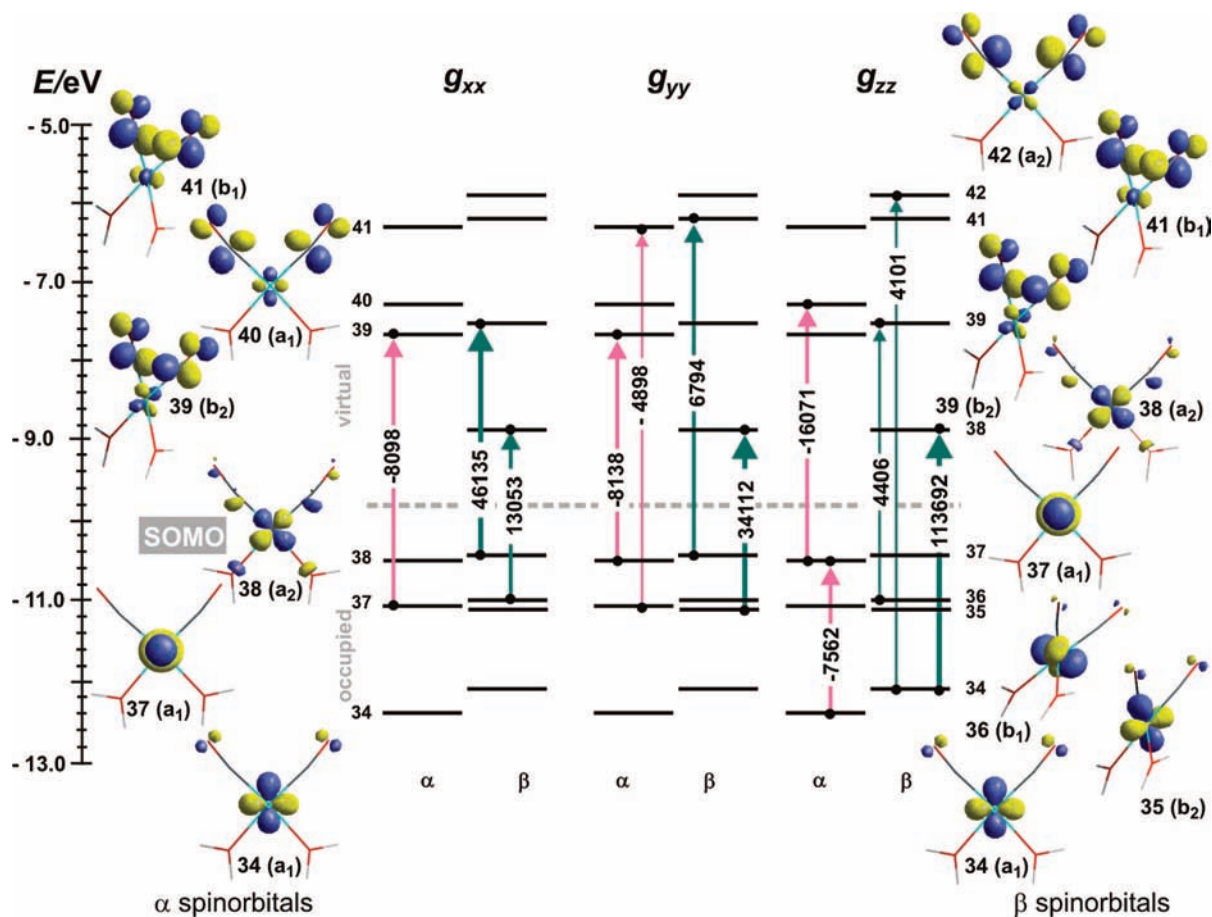 E/eV
g_xx
g_yy
g_zz
- 5.0
- 7.0
- 9.0
- 11.0
- 13.0
41 (b₁)
40 (a₁)
39 (b₂)
SOMO
38 (a₂)
37 (a₁)
34 (a₁)
α spinorbitals
virtual
occupied
41
40
39
38
37
34
-8098
46135
13053
-8138
-4898
6794
34112
-16071
-7562
4406
4101
113692
α
β
α
β
α
β
42
41
39
38
37
36
35
34
42 (a₂)
41 (b₁)
39 (b₂)
38 (a₂)
37 (a₁)
36 (b₁)
35 (b₂)
34 (a₁)
β spinorbitals